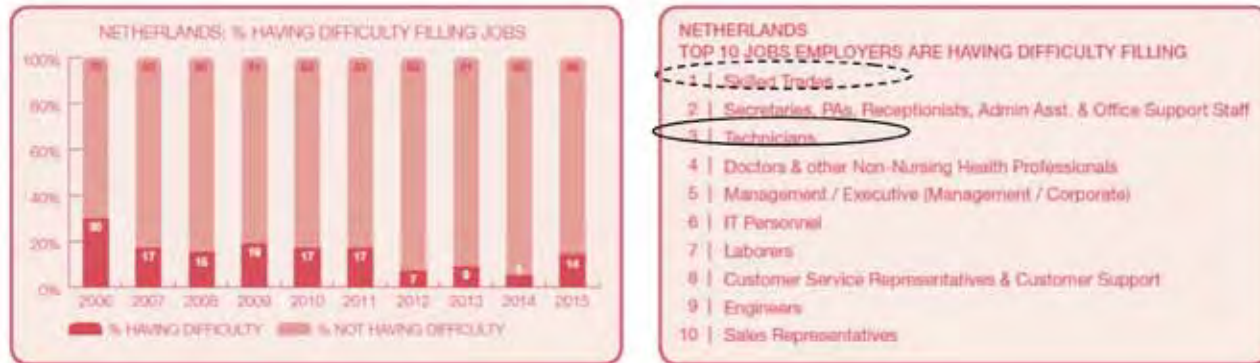 NETHERLANDS: % HAVING DIFFICULTY FILLING JOBS
100%
80%
60%
40%
20%
0%
30
17
19
17
17
7
9
14
2006
2007
2008
2009
2010
2011
2012
2013
2014
2015
% HAVING DIFFICULTY
% NOT HAVING DIFFICULTY
NETHERLANDS
TOP 10 JOBS EMPLOYERS ARE HAVING DIFFICULTY FILLING
1 | Skilled Trades
2 | Secretaries, PAs, Receptionists, Admin Asst. & Office Support Staff
3 | Technicians
4 | Doctors & other Non-Nursing Health Professionals
5 | Management / Executive (Management / Corporate)
6 | IT Personnel
7 | Laborers
8 | Customer Service Representatives & Customer Support
9 | Engineers
10 | Sales Representatives